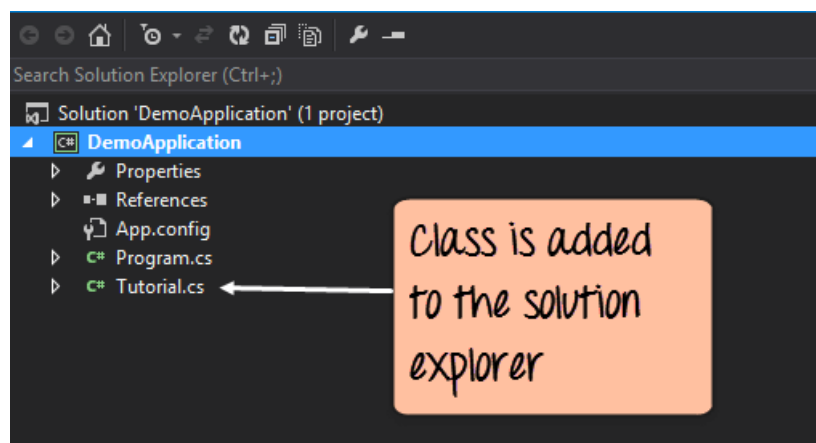 Search Solution Explorer (Ctrl+;)
Solution 'DemoApplication' (1 project)
C# DemoApplication
Properties
References
App.config
C# Program.cs
C# Tutorial.cs
Class is added
to the solution
explorer